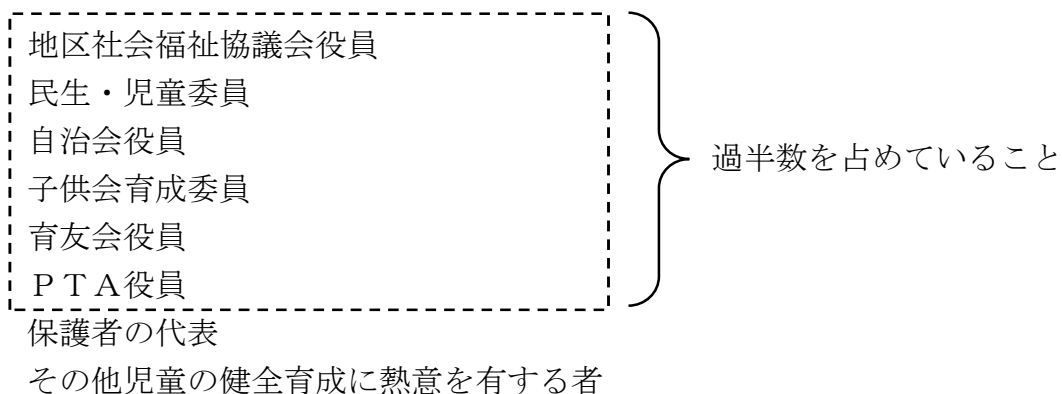 地区社会福祉協議会役員
民生・児童委員
自治会役員
過半数を占めていること
子供会育成委員
育友会役員
ＰＴＡ役員
保護者の代表
その他児童の健全育成に熱意を有する者